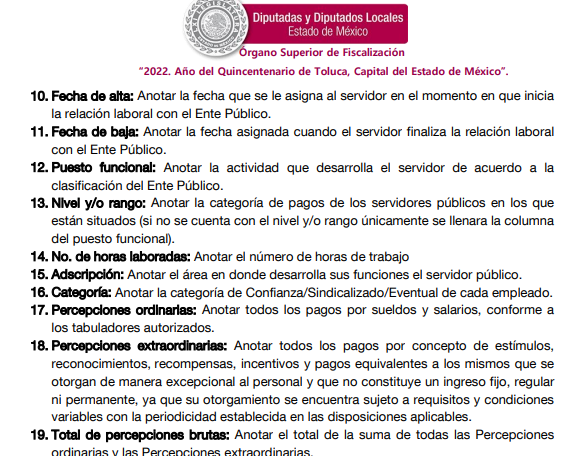 Diputadas y Diputados Locales
Estado de México
Órgano Superior de Fiscalización
"2022. Año del Quincentenario de Toluca, Capital del Estado de México".
10. Fecha de alta: Anotar la fecha que se le asigna al servidor en el momento en que inicia
la relación laboral con el Ente Público.
11. Fecha de baja: Anotar la fecha asignada cuando el servidor finaliza la relación laboral
con el Ente Público.
12. Puesto funcional: Anotar la actividad que desarrolla el servidor de acuerdo a la
clasificación del Ente Público.
13. Nivel y/o rango: Anotar la categoría de pagos de los servidores públicos en los que
están situados (si no se cuenta con el nivel y/o rango únicamente se llenara la columna
del puesto funcional).
14. No. de horas laboradas: Anotar el número de horas de trabajo
15. Adscripción: Anotar el área en donde desarrolla sus funciones el servidor público.
16. Categoría: Anotar la categoría de Confianza/Sindicalizado/Eventual de cada empleado.
17. Percepciones ordinarias: Anotar todos los pagos por sueldos y salarios, conforme a
los tabuladores autorizados.
18. Percepciones extraordinarias: Anotar todos los pagos por concepto de estímulos,
reconocimientos, recompensas, incentivos y pagos equivalentes a los mismos que se
otorgan de manera excepcional al personal y que no constituye un ingreso fijo, regular
ni permanente, ya que su otorgamiento se encuentra sujeto a requisitos y condiciones
variables con la periodicidad establecida en las disposiciones aplicables.
19. Total de percepciones brutas: Anotar el total de la suma de todas las Percepciones
ordinarias y las Percepciones extraordinarias.